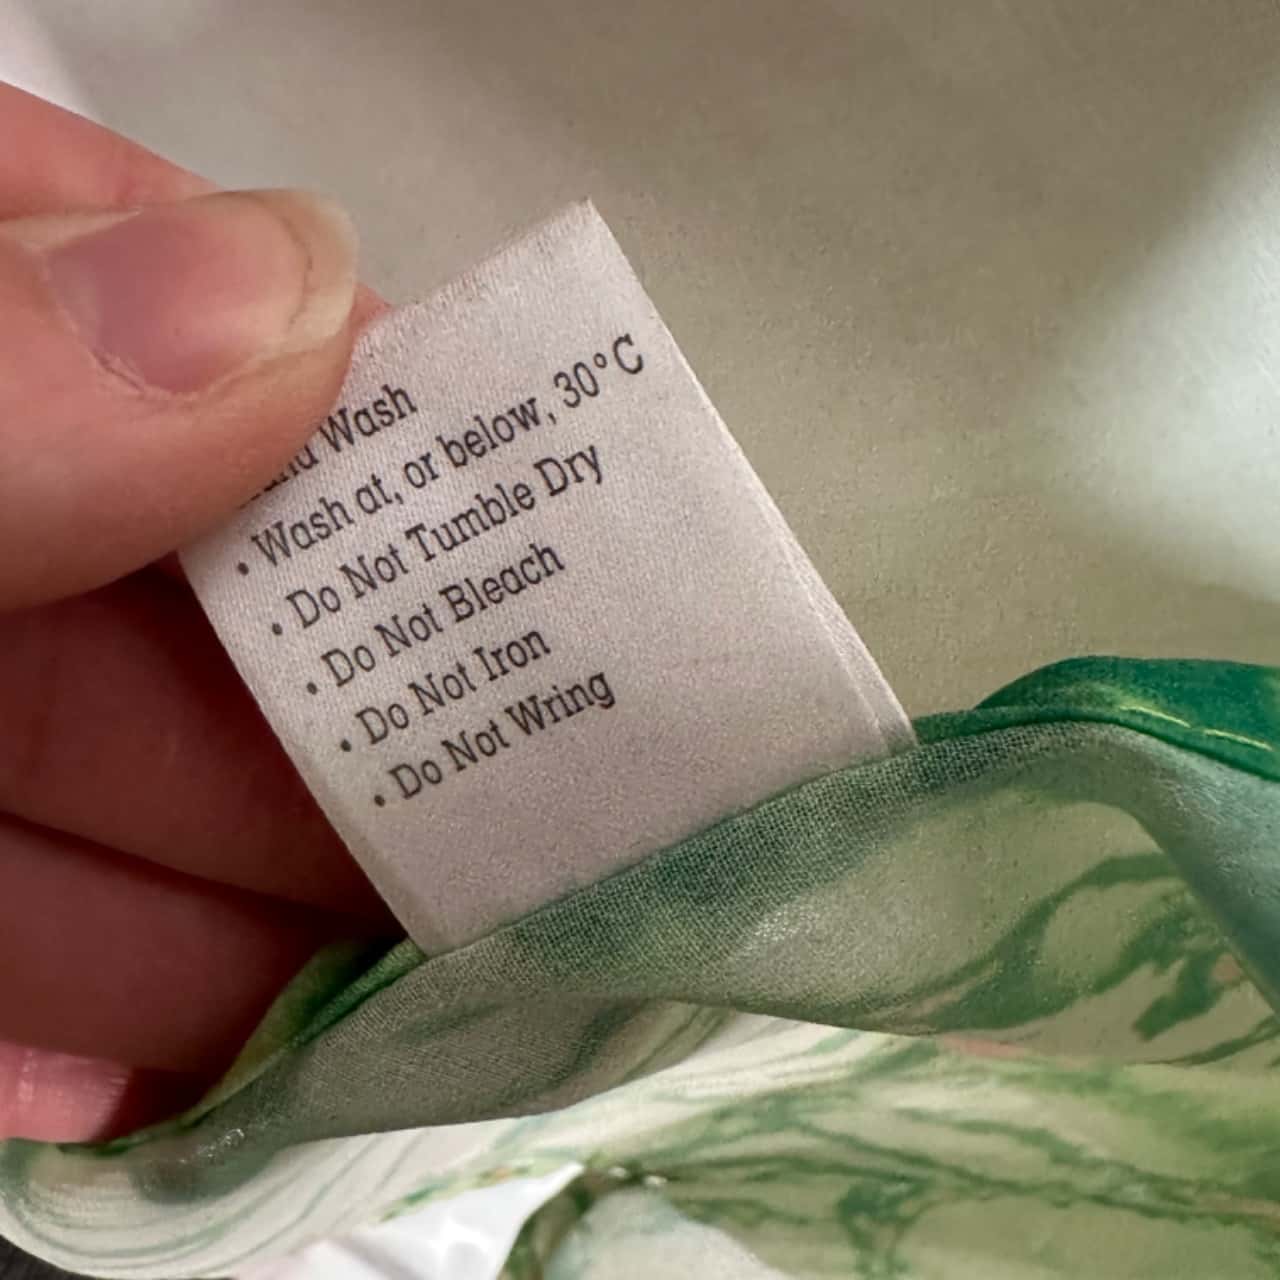 Wash
• Wash at, or below, 30°C
• Do Not Tumble Dry
• Do Not Bleach
• Do Not Iron
• Do Not Wring